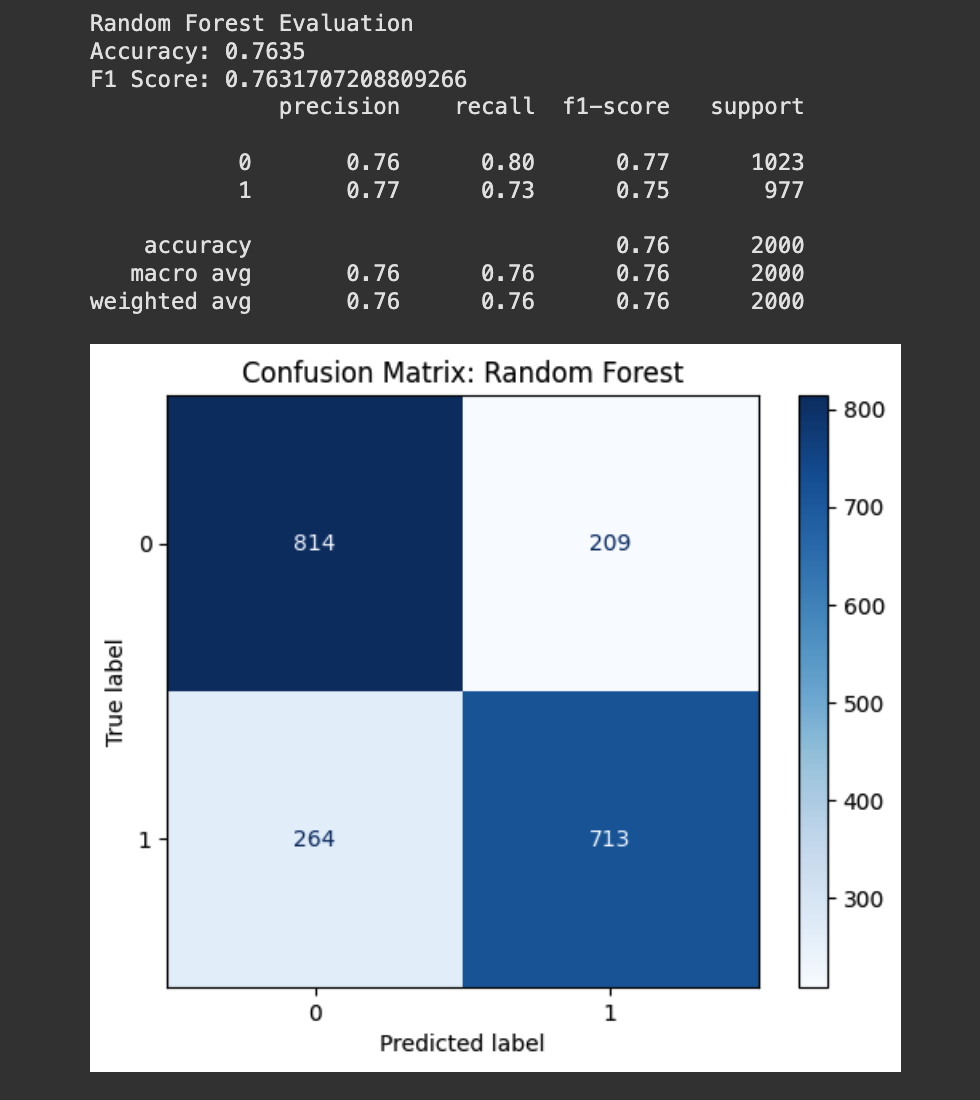 Random Forest Evaluation
Accuracy: 0.7635
F1 Score: 0.7631707208809266
precision recall f1-score support
0 0.76 0.80 0.77 1023
1 0.77 0.73 0.75 977
accuracy 0.76 2000
macro avg 0.76 0.76 0.76 2000
weighted avg 0.76 0.76 0.76 2000
Confusion Matrix: Random Forest
True label
0
814 209
1
264 713
0 1
Predicted label
800
700
600
500
400
300